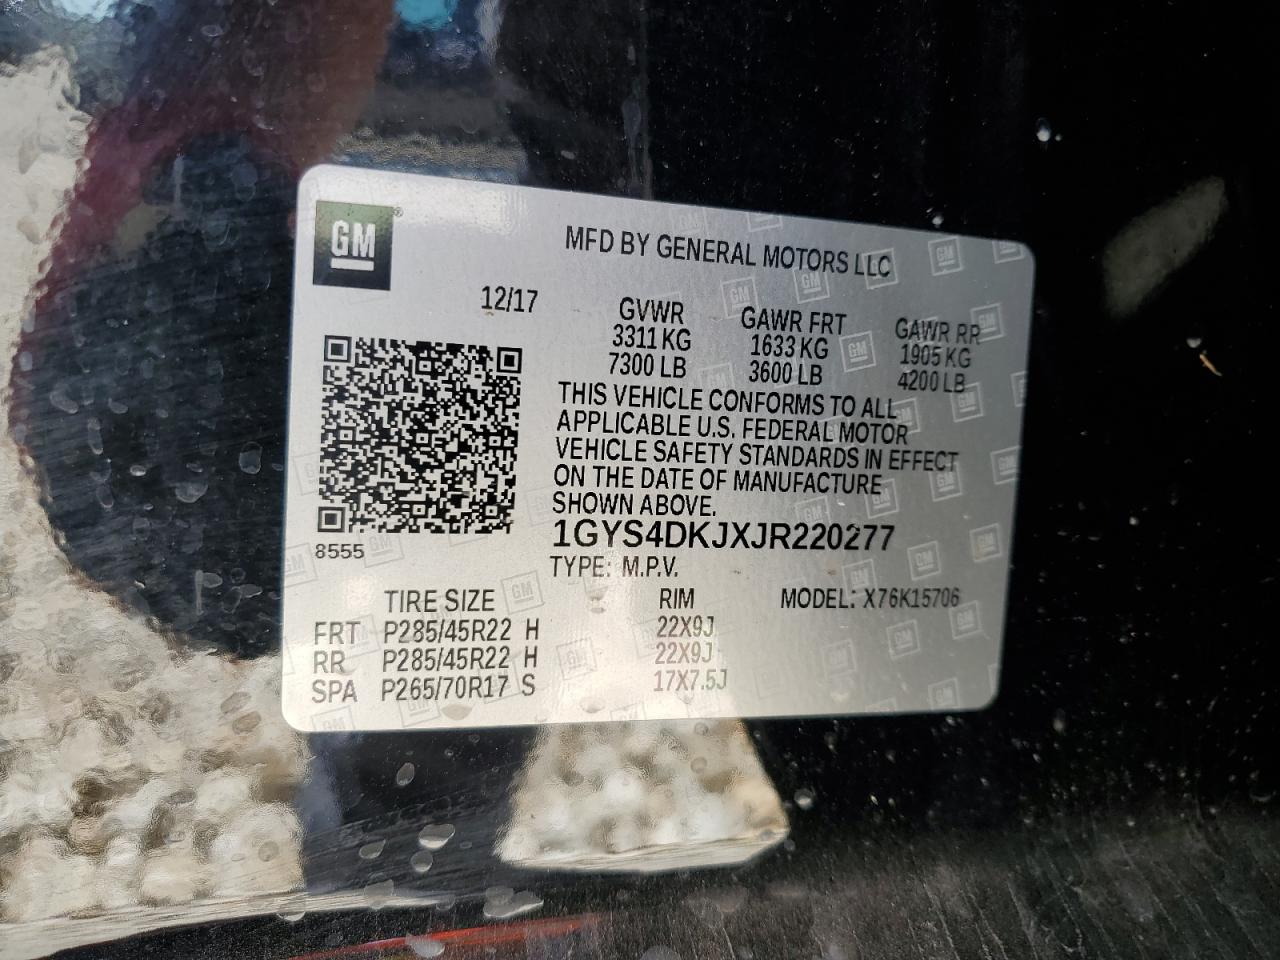 GM®
MFD BY GENERAL MOTORS LLC
12/17
GVWR GAWR FRT GAWR RR
3311 KG 1633 KG 1905 KG
7300 LB 3600 LB 4200 LB
THIS VEHICLE CONFORMS TO ALL
APPLICABLE U.S. FEDERAL MOTOR
VEHICLE SAFETY STANDARDS IN EFFECT
ON THE DATE OF MANUFACTURE
SHOWN ABOVE.
1GYS4DKJXJR220277
8555
TYPE: M.P.V.
TIRE SIZE RIM MODEL: X76K15706
FRT P285/45R22 H 22X9J
RR P285/45R22 H 22X9J
SPA P265/70R17 S 17X7.5J